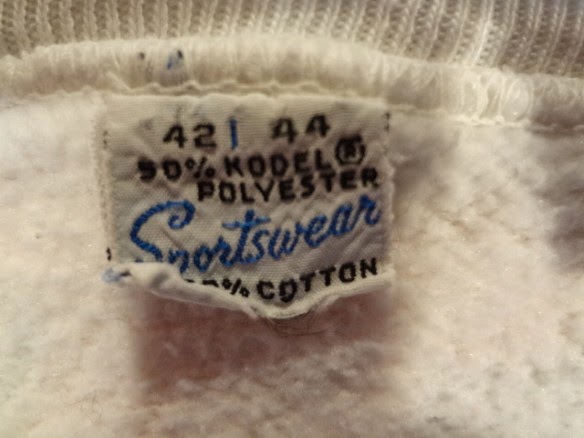 42 | 44
50% KODEL®
POLYESTER
Sportswear
% COTTON